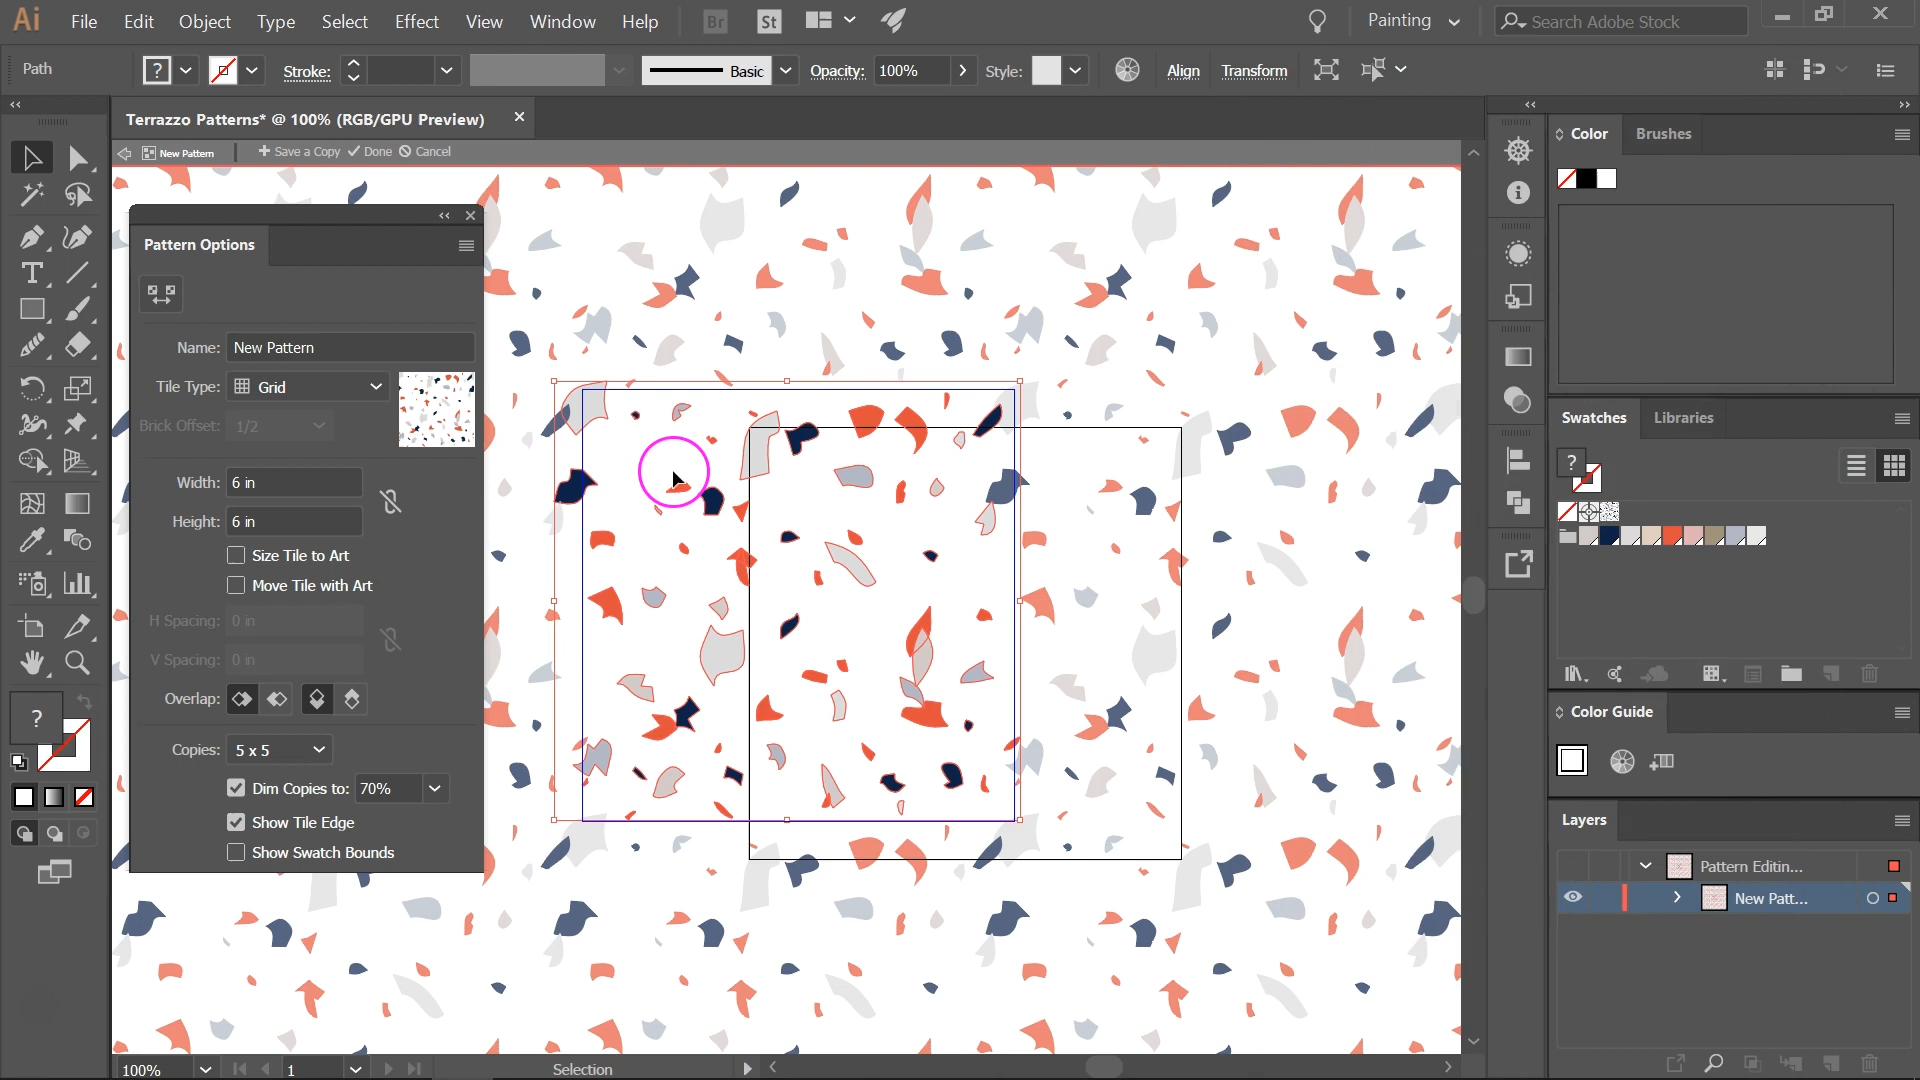 Ai File Edit Object Type Select Effect View Window Help Br St Painting Search Adobe Stock
Path ? Stroke: Basic Opacity: 100% Style: Align Transform
Terrazzo Patterns* @ 100% (RGB/GPU Preview)
New Pattern + Save a Copy Done Cancel
Color Brushes
Pattern Options
Name: New Pattern
Tile Type: Grid
Brick Offset: 1/2
Width: 6 in
Height: 6 in
Size Tile to Art
Move Tile with Art
H Spacing: 0 in
V Spacing: 0 in
Overlap:
Copies: 5 x 5
Dim Copies to: 70%
Show Tile Edge
Show Swatch Bounds
T
?
Swatches Libraries
?
Color Guide
Layers
Pattern Editin...
New Patt...
100% 1 Selection